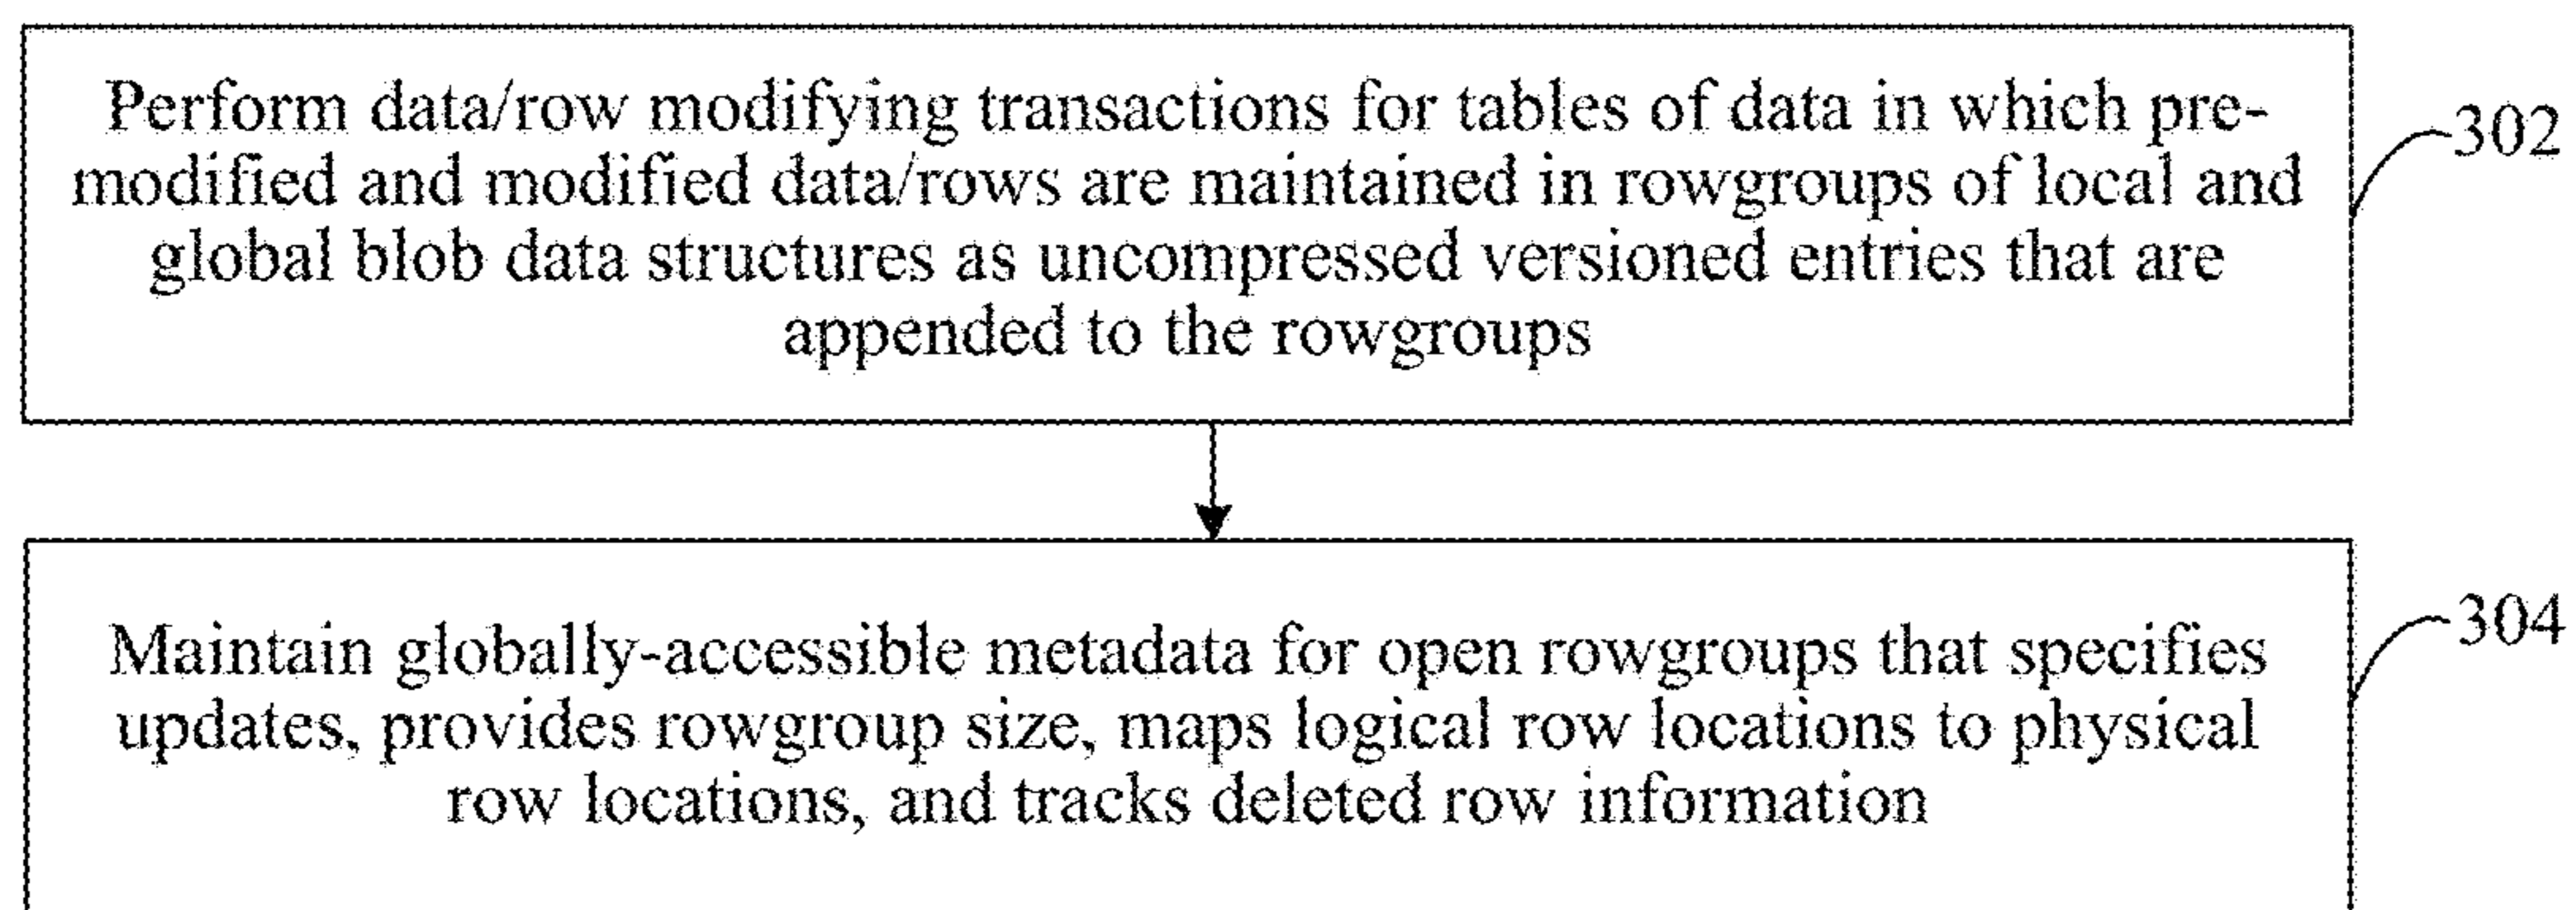 Perform data/row modifying transactions for tables of data in which pre-
modified and modified data/rows are maintained in rowgroups of local and
global blob data structures as uncompressed versioned entries that are
appended to the rowgroups
302
Maintain globally-accessible metadata for open rowgroups that specifies
updates, provides rowgroup size, maps logical row locations to physical
row locations, and tracks deleted row information
304